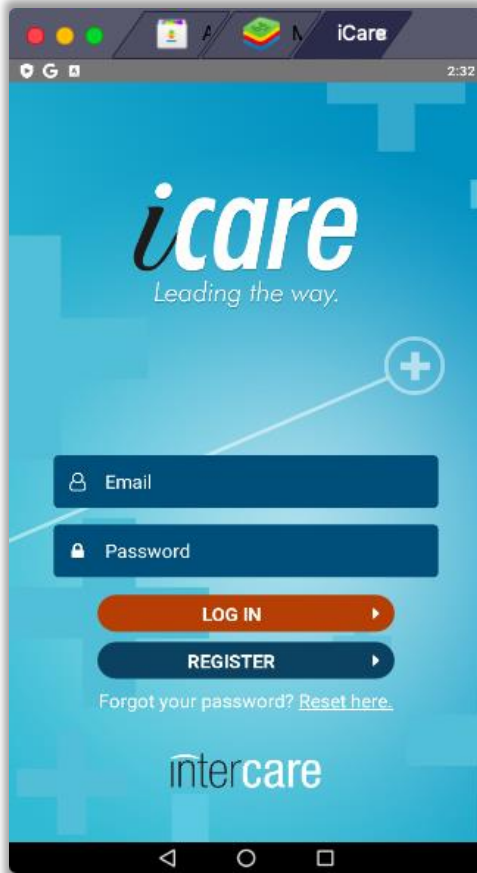 iCare
2:32
icare
Leading the way.
Email
Password
LOG IN
REGISTER
Forgot your password? Reset here.
intercare